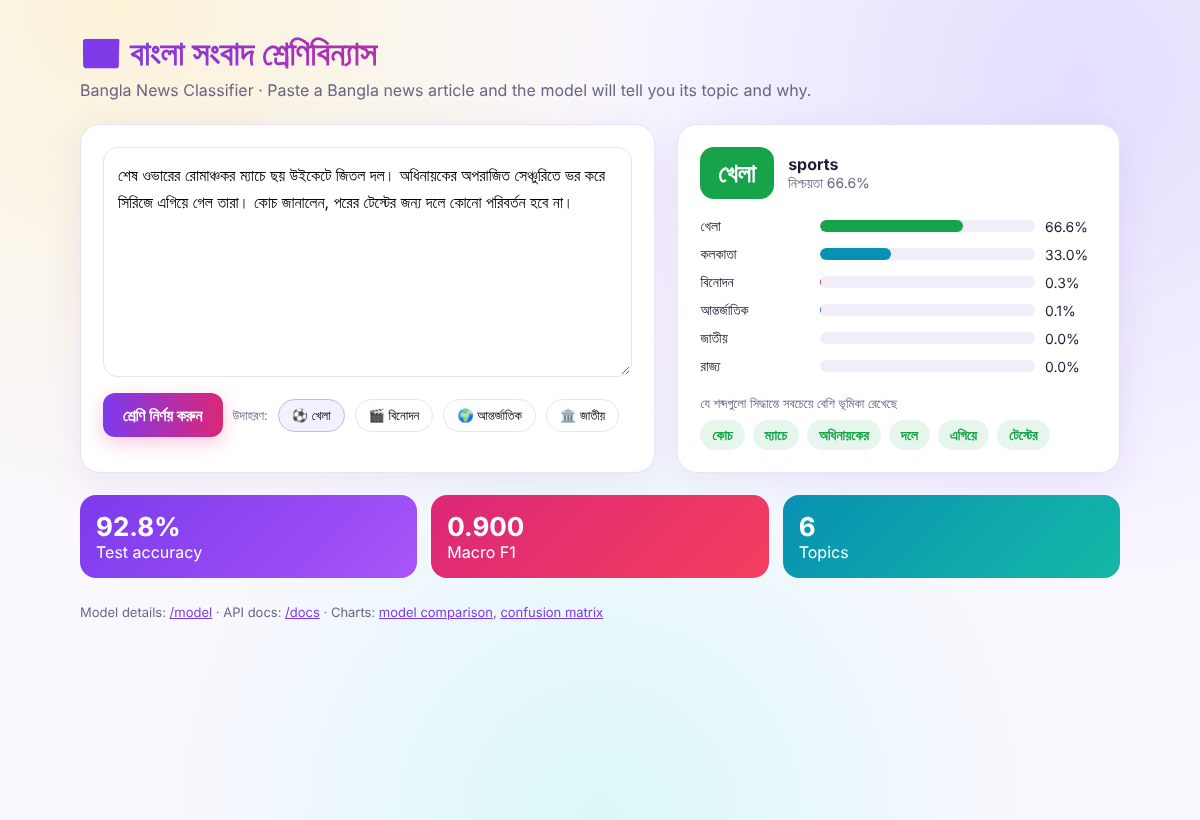 বাংলা সংবাদ শ্রেণিবিন্যাস
Bangla News Classifier · Paste a Bangla news article and the model will tell you its topic and why.
শেষ ওভারের রোমাঞ্চকর ম্যাচে ছয় উইকেটে জিতল দল। অধিনায়কের অপরাজিত সেঞ্চুরিতে ভর করে
সিরিজে এগিয়ে গেল তারা। কোচ জানালেন, পরের টেস্টের জন্য দলে কোনো পরিবর্তন হবে না।
শ্রেণি নির্ণয় করুন
উদাহরণ:
⚽ খেলা
🎬 বিনোদন
🌍 আন্তর্জাতিক
🏛️ জাতীয়
খেলা
sports
নিশ্চয়তা 66.6%
খেলা 66.6%
কলকাতা 33.0%
বিনোদন 0.3%
আন্তর্জাতিক 0.1%
জাতীয় 0.0%
রাজ্য 0.0%
যে শব্দগুলো সিদ্ধান্তে সবচেয়ে বেশি ভূমিকা রেখেছে
কোচ ম্যাচে অধিনায়কের দলে এগিয়ে টেস্টের
92.8%
Test accuracy
0.900
Macro F1
6
Topics
Model details: /model · API docs: /docs · Charts: model comparison, confusion matrix